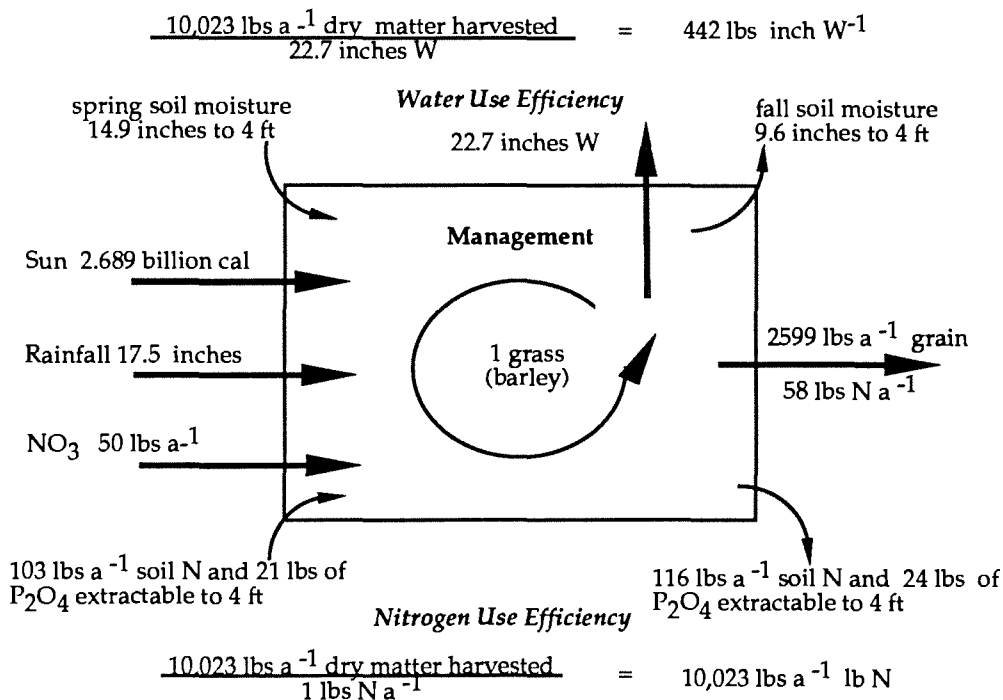 10,023 lbs a -1 dry matter harvested = 442 lbs inch W-1
22.7 inches W
Water Use Efficiency
spring soil moisture
14.9 inches to 4 ft
22.7 inches W
fall soil moisture
9.6 inches to 4 ft
Management
Sun 2.689 billion cal
Rainfall 17.5 inches
1 grass
(barley)
2599 lbs a -1 grain
58 lbs N a -1
NO3 50 lbs a-1
103 lbs a -1 soil N and 21 lbs of
P2O4 extractable to 4 ft
116 lbs a -1 soil N and 24 lbs of
P2O4 extractable to 4 ft
Nitrogen Use Efficiency
10,023 lbs a -1 dry matter harvested = 10,023 lbs a -1 lb N
1 lbs N a -1